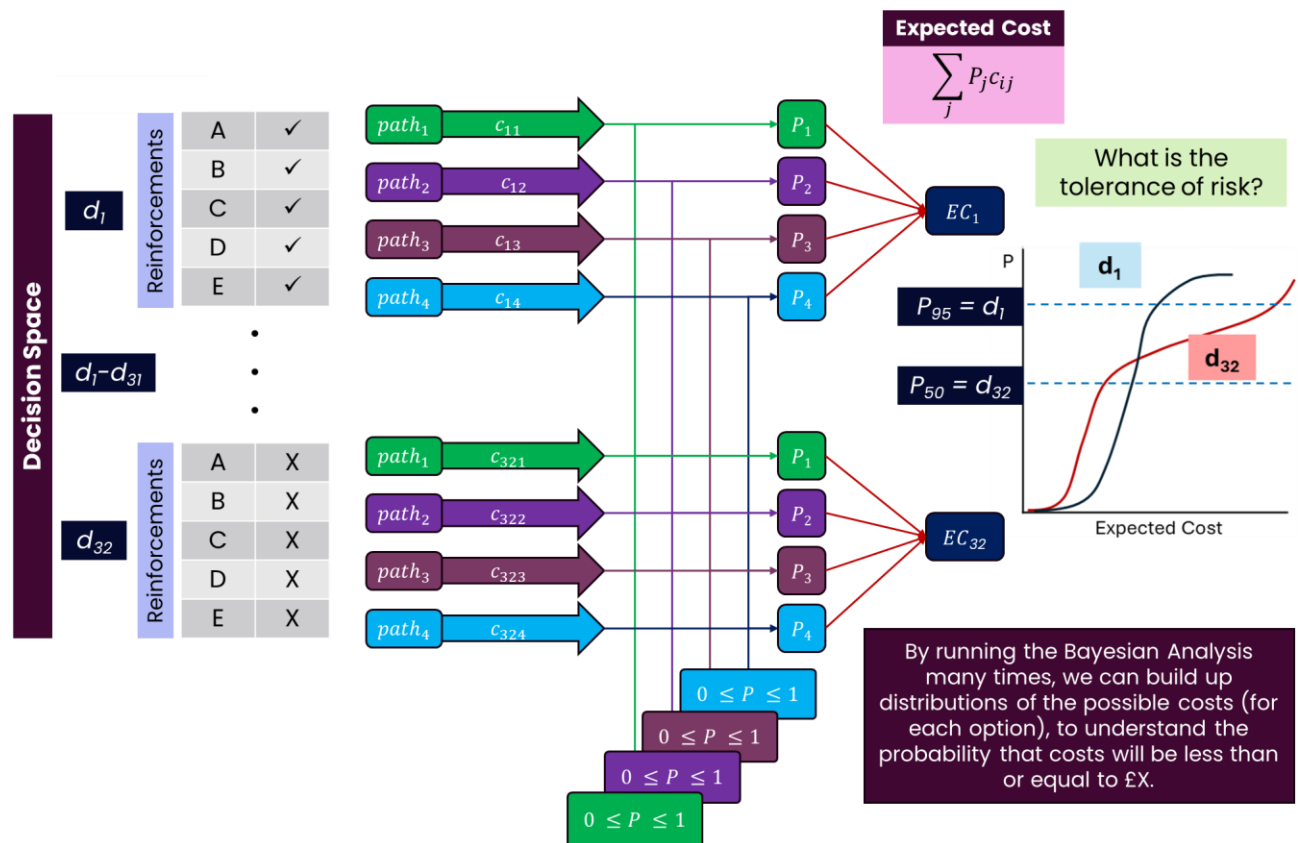 Expected Cost
∑ⱼ Pⱼcᵢⱼ
Decision Space
d₁
Reinforcements
A ✓
B ✓
C ✓
D ✓
E ✓
path₁ c₁₁ P₁
path₂ c₁₂ P₂
path₃ c₁₃ P₃
path₄ c₁₄ P₄
EC₁
What is the
tolerance of risk?
P
d₁
P₉₅ = d₁
d₃₂
P₅₀ = d₃₂
Expected Cost
d₁-d₃₁
d₃₂
Reinforcements
A X
B X
C X
D X
E X
path₁ c₃₂₁ P₁
path₂ c₃₂₂ P₂
path₃ c₃₂₃ P₃
path₄ c₃₂₄ P₄
EC₃₂
0 ≤ P ≤ 1
0 ≤ P ≤ 1
0 ≤ P ≤ 1
0 ≤ P ≤ 1
By running the Bayesian Analysis
many times, we can build up
distributions of the possible costs (for
each option), to understand the
probability that costs will be less than
or equal to £X.